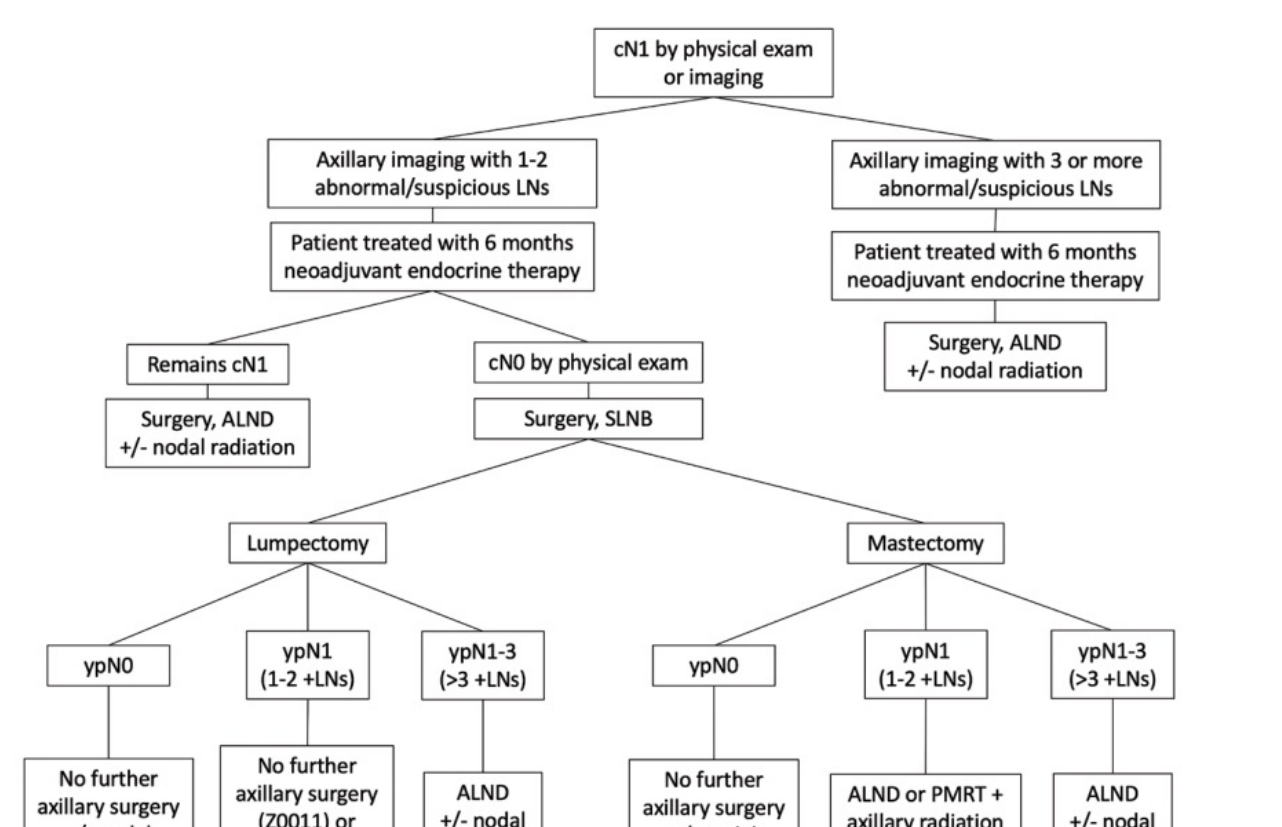 cN1 by physical exam
or imaging
Axillary imaging with 1-2
abnormal/suspicious LNs
Axillary imaging with 3 or more
abnormal/suspicious LNs
Patient treated with 6 months
neoadjuvant endocrine therapy
Patient treated with 6 months
neoadjuvant endocrine therapy
Remains cN1
cN0 by physical exam
Surgery, ALND
+/- nodal radiation
Surgery, ALND
+/- nodal radiation
Surgery, SLNB
Lumpectomy
Mastectomy
ypN0
ypN1
(1-2 +LNs)
ypN1-3
(>3 +LNs)
ypN0
ypN1
(1-2 +LNs)
ypN1-3
(>3 +LNs)
No further
axillary surgery
No further
axillary surgery
(Z0011) or
ALND
+/- nodal
No further
axillary surgery
ALND or PMRT +
axillary radiation
ALND
+/- nodal